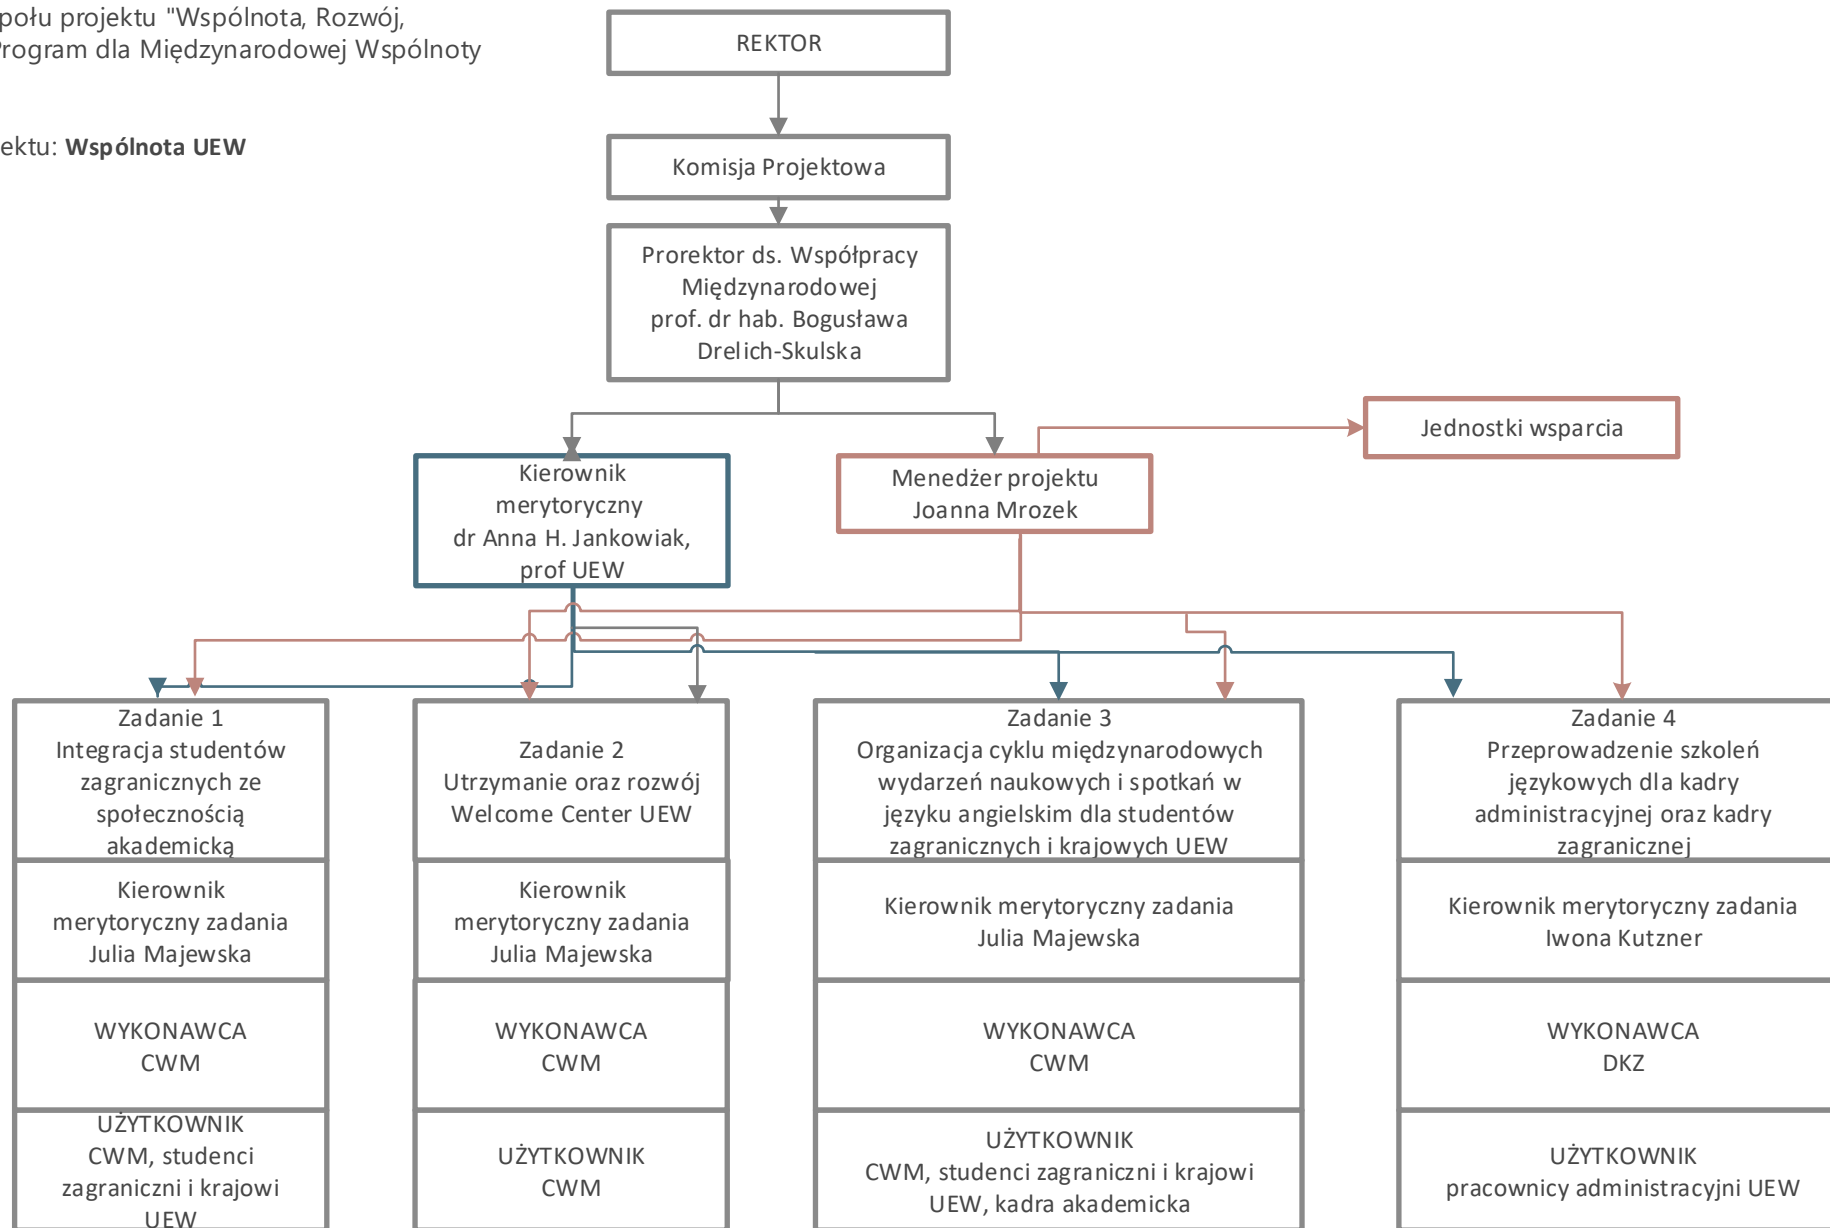 połu projektu "Wspólnota, Rozwój,
Program dla Międzynarodowej Wspólnoty
ektu: Wspólnota UEW
REKTOR
Komisja Projektowa
Prorektor ds. Współpracy
Międzynarodowej
prof. dr hab. Bogusława
Drelich-Skulska
Jednostki wsparcia
Kierownik
merytoryczny
dr Anna H. Jankowiak,
prof UEW
Menedżer projektu
Joanna Mrozek
Zadanie 1
Integracja studentów
zagranicznych ze
społecznością
akademicką
Kierownik
merytoryczny zadania
Julia Majewska
WYKONAWCA
CWM
UŻYTKOWNIK
CWM, studenci
zagraniczni i krajowi
UEW
Zadanie 2
Utrzymanie oraz rozwój
Welcome Center UEW
Kierownik
merytoryczny zadania
Julia Majewska
WYKONAWCA
CWM
UŻYTKOWNIK
CWM
Zadanie 3
Organizacja cyklu międzynarodowych
wydarzeń naukowych i spotkań w
języku angielskim dla studentów
zagranicznych i krajowych UEW
Kierownik merytoryczny zadania
Julia Majewska
WYKONAWCA
CWM
UŻYTKOWNIK
CWM, studenci zagraniczni i krajowi
UEW, kadra akademicka
Zadanie 4
Przeprowadzenie szkoleń
językowych dla kadry
administracyjnej oraz kadry
zagranicznej
Kierownik merytoryczny zadania
Iwona Kutzner
WYKONAWCA
DKZ
UŻYTKOWNIK
pracownicy administracyjni UEW